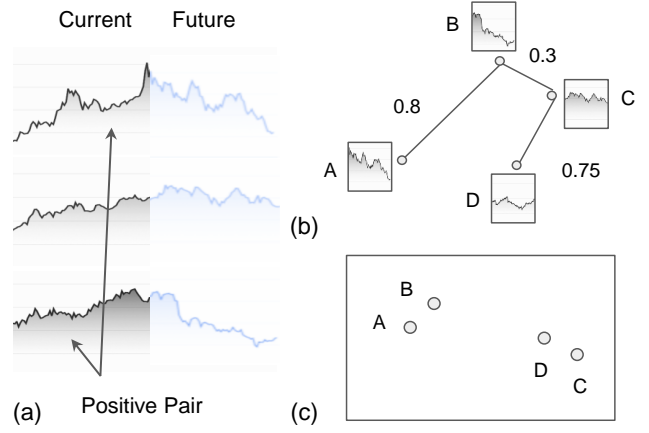 Current Future
Positive Pair
(a)
B
0.3
0.8
C
A
D
0.75
(b)
B
A
D
C
(c)